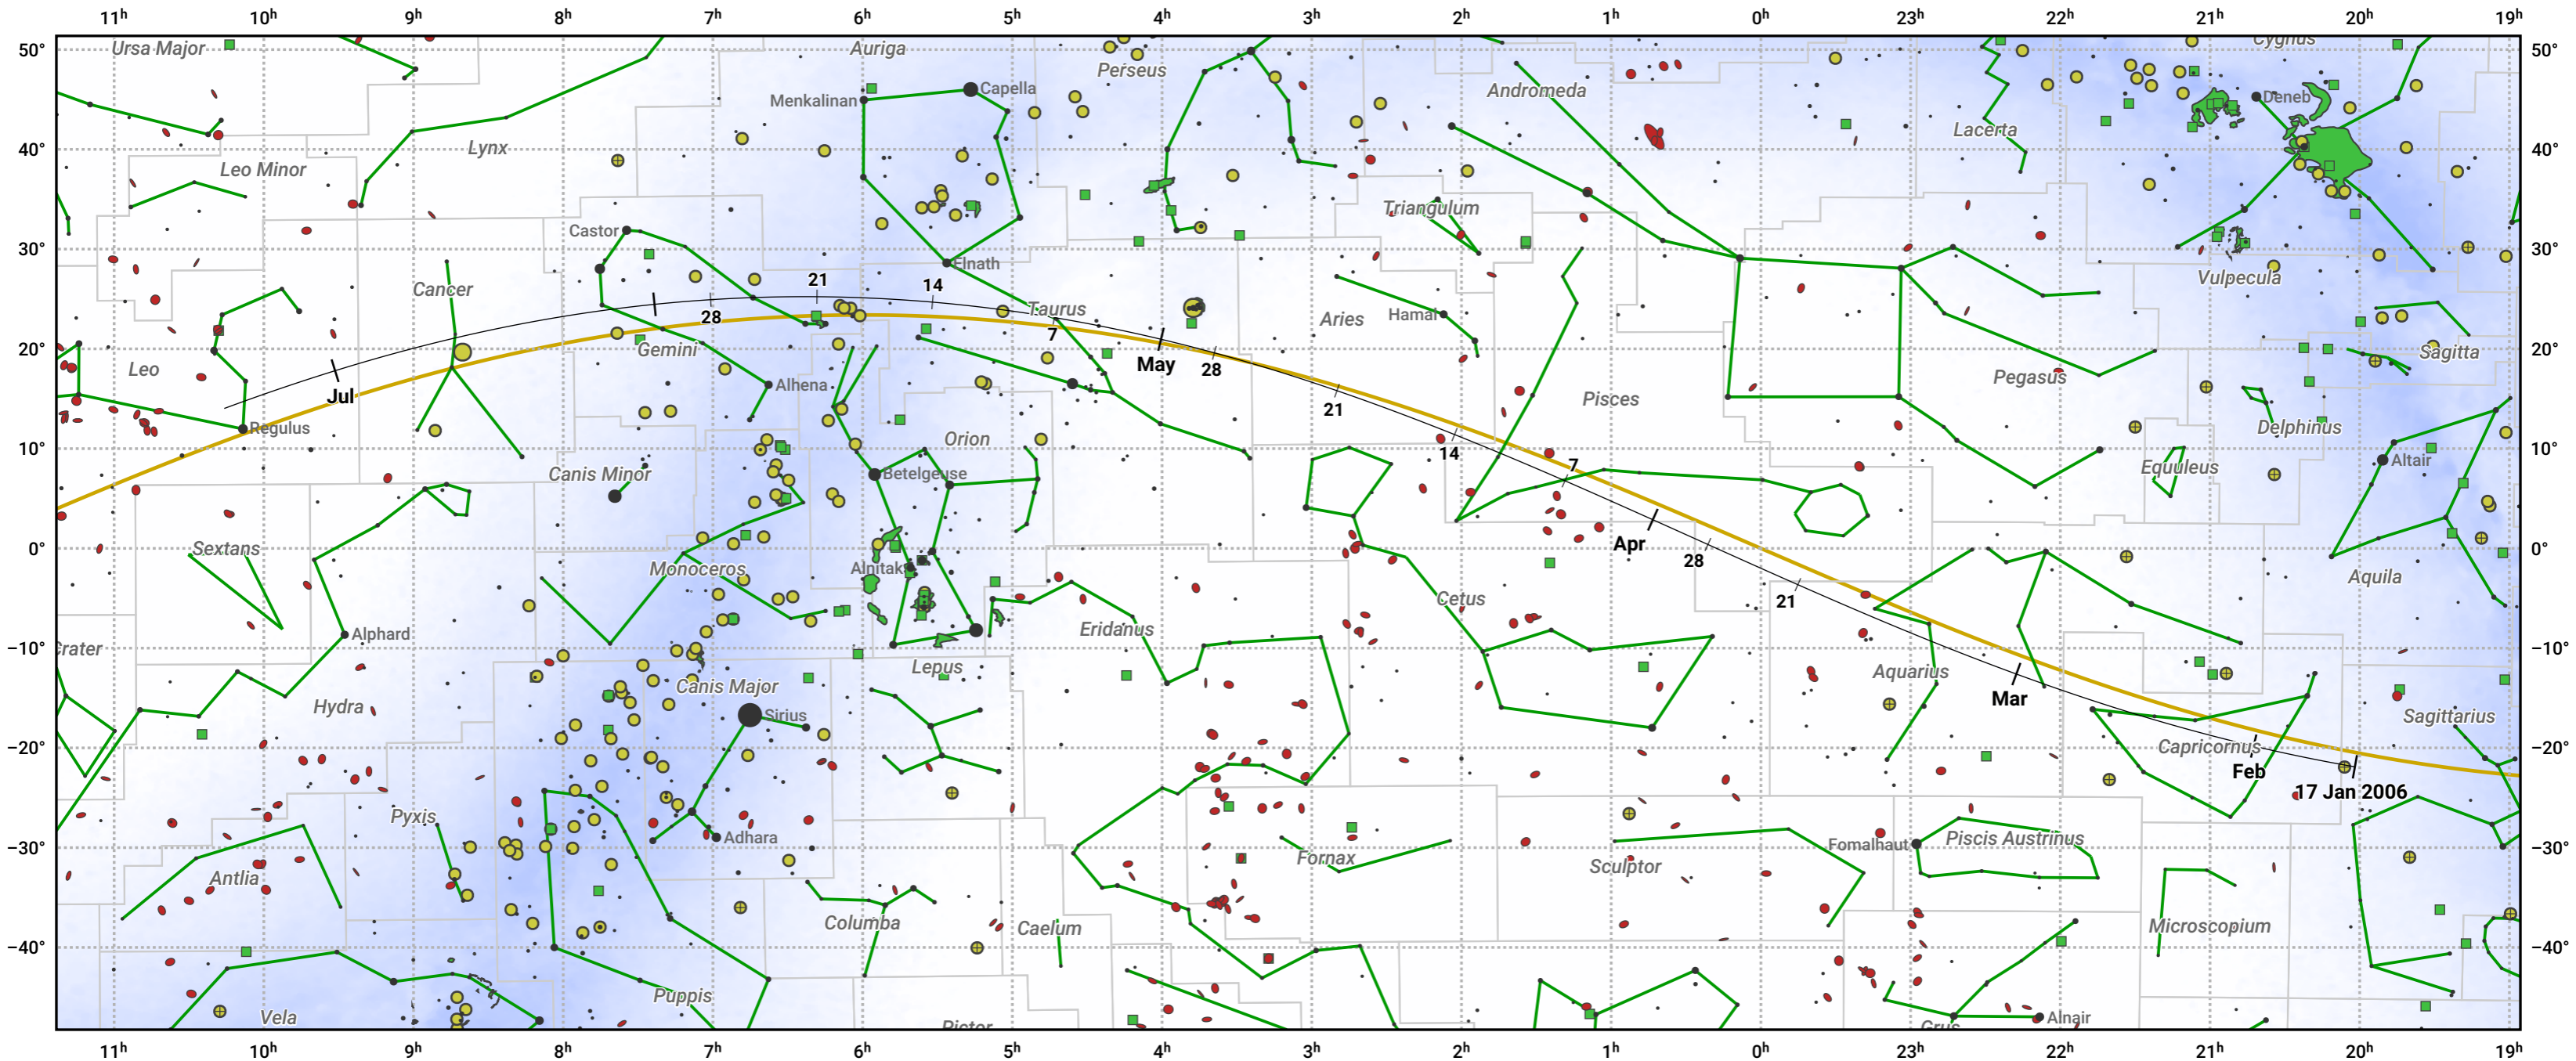 11h 10h 9h 8h 7h 6h 5h 4h 3h 2h 1h 0h 23h 22h 21h 20h 19h
50° Ursa Major Auriga Perseus Cygnus 50°
Capella
Menkalinan Andromeda Deneb
Lacerta
40° Leo Minor Lynx 40°
Triangulum
30° Castor Elnath Vulpecula 30°
21 14
Cancer 28 Taurus Hamal Aries
7
20° Leo Gemini May 28 Sagitta 20°
Jul Alhena 21 Pisces Pegasus
Regulus Delphinus
10° Orion 14 10°
Canis Minor Betelgeuse 7 Equuleus Altair
0° Sextans Apr 28 0°
Monoceros Alnitak Aquila
Cetus 21
Alphard Eridanus
−10° Crater Lepus −10°
Hydra Canis Major Aquarius Mar
Sirius Sagittarius
−20° Capricornus −20°
Feb 17 Jan 2006
Pyxis Adhara Fomalhaut Piscis Austrinus
−30° Antlia Fornax Sculptor −30°
Columba Caelum Microscopium
−40° −40°
Vela Puppis Pictor Grus Alnair
11h 10h 9h 8h 7h 6h 5h 4h 3h 2h 1h 0h 23h 22h 21h 20h 19h